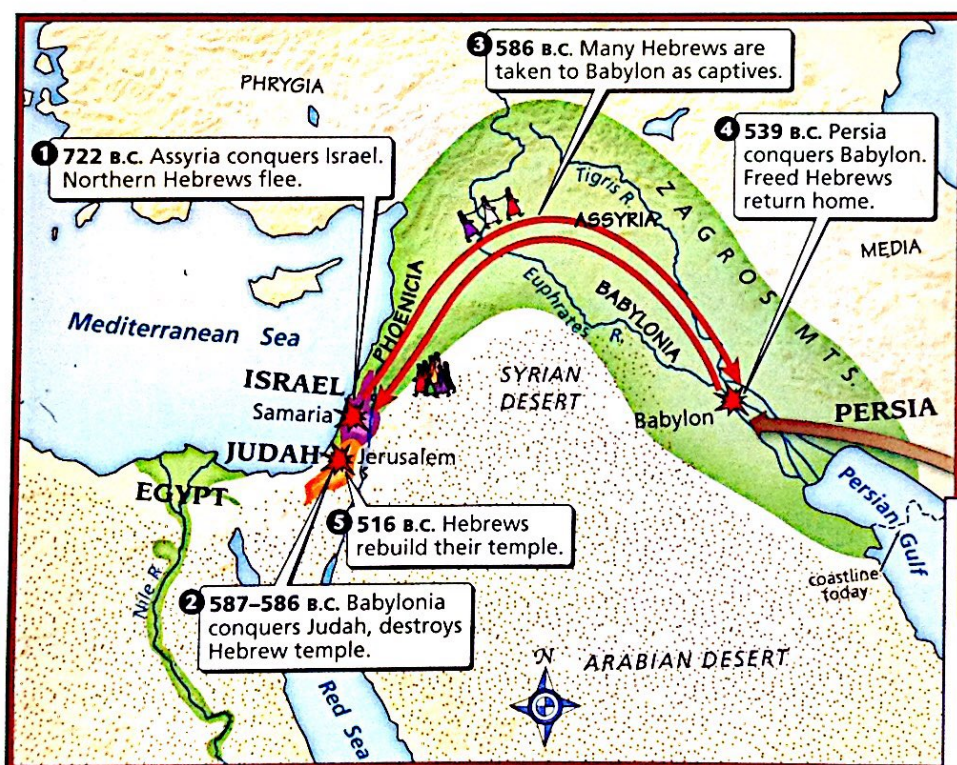 ③ 586 B.C. Many Hebrews are
taken to Babylon as captives.
PHRYGIA
④ 539 B.C. Persia
conquers Babylon.
Freed Hebrews
return home.
① 722 B.C. Assyria conquers Israel.
Northern Hebrews flee.
Tigris R.
ZAGROS MTS.
ASSYRIA
MEDIA
PHOENICIA
Euphrates R.
BABYLONIA
Mediterranean Sea
ISRAEL
Samaria
SYRIAN
DESERT
Babylon
PERSIA
JUDAH
Jerusalem
EGYPT
Persian Gulf
⑤ 516 B.C. Hebrews
rebuild their temple.
coastline
today
Nile R.
② 587–586 B.C. Babylonia
conquers Judah, destroys
Hebrew temple.
N
ARABIAN DESERT
Red Sea